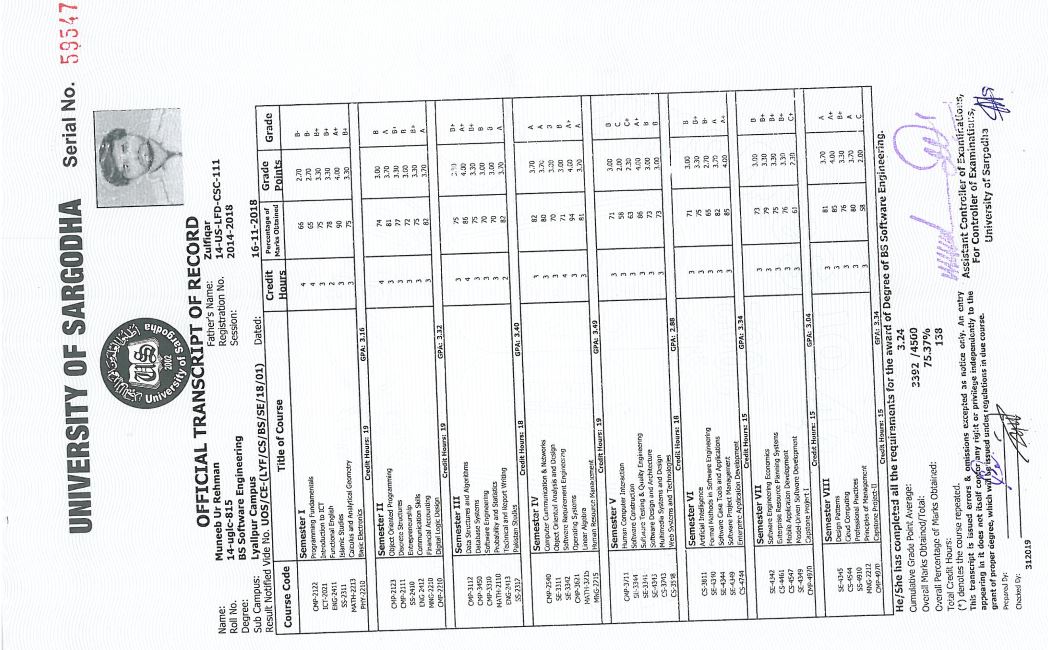 UNIVERSITY OF SARGODHA
Serial No. 59547
University of Sargodha
US
2002
OFFICIAL TRANSCRIPT OF RECORD
Name: Muneeb Ur Rehman Father's Name: Zulfiqar
Roll No. 14-uglc-815 Registration No. 14-US-LFD-CSC-111
Degree: BS Software Engineering Session: 2014-2018
Sub Campus: Lyallpur Campus
Result Notified Vide No. UOS/CE-(LYF/CS/BS/SE/18/01) Dated: 16-11-2018
Course Code Title of Course Credit Hours Percentage of Marks Obtained Grade Points Grade
Semester I
CMP-2122 Programming Fundamentals 4 66 2.70 B-
ICT-2021 Introduction to ICT 4 65 2.70 B-
ENG-2411 Functional English 3 75 3.30 B+
SS-2311 Islamic Studies 2 78 3.30 B+
MATH-2213 Calculus and Analytical Geometry 3 90 4.00 A+
PHY-2210 Basic Electronics 3 75 3.30 B+
Credit Hours: 19 GPA: 3.16
Semester II
CMP-2123 Object Oriented Programming 4 74 3.00 B
CMP-2111 Discrete Structures 3 81 3.70 A
SS-2410 Entrepreneurship 3 77 3.30 B+
ENG 2412 Communication Skills 3 72 3.00 B
MNG-2210 Financial Accounting 3 75 3.30 B+
CMP-2210 Digital Logic Design 3 82 3.70 A
Credit Hours: 19 GPA: 3.32
Semester III
CMP-3112 Data Structures and Algorithms 3 75 3.30 B+
CMP-3450 Database Systems 4 86 4.00 A+
CMP-3310 Software Engineering 3 75 3.30 B+
MATH-2110 Probability and Statistics 3 70 3.00 B
ENG-2413 Technical and Report Writing 3 70 3.00 B
SS-2317 Pakistan Studies 2 82 3.70 A
Credit Hours: 18 GPA: 3.40
Semester IV
CMP-2540 Computer Communication & Networks 3 82 3.70 A
SE-3311 Object Oriented Analysis and Design 3 80 3.70 A
SE-3342 Software Requirement Engineering 3 70 3.00 B
CMP-3621 Operating Systems 4 71 3.00 B
MATH-3215 Linear Algebra 3 94 4.00 A+
MNG-2215 Human Resource Management 3 81 3.70 A
Credit Hours: 19 GPA: 3.49
Semester V
CMP-3711 Human Computer Interaction 3 71 3.00 B
SE-3344 Software Construction 3 58 2.00 C
SE-3341 Software Testing & Quality Engineering 3 63 2.30 C+
SE-4343 Software Design and Architecture 3 86 4.00 A+
CS-3743 Multimedia Systems and Design 3 73 3.00 B
CS-3518 Web Systems and Technologies 3 73 3.00 B
Credit Hours: 18 GPA: 2.88
Semester VI
CS-3811 Artificial Intelligence 3 71 3.00 B
SE-4310 Formal Methods in Software Engineering 3 75 3.30 B+
SE-4344 Software Case Tools and Applications 3 65 2.70 B-
SE-4349 Software Project Management 3 82 3.70 A
CS-4744 Enterprise Application Development 3 85 4.00 A+
Credit Hours: 15 GPA: 3.34
Semester VII
SE-4342 Software Engineering Economics 3 73 3.00 B
CS-4461 Enterprise Resource Planning Systems 3 79 3.30 B+
CS-4547 Mobile Application Development 3 75 3.30 B+
SE-4349 Model-Driven Software Development 3 76 3.30 B+
CMP-4970 Capstone Project-I 3 61 2.30 C+
Credit Hours: 15 GPA: 3.04
Semester VIII
SE-4345 Design Patterns 3 81 3.70 A
CS-4544 Cloud Computing 3 85 4.00 A+
SS-4910 Professional Practices 3 76 3.30 B+
MNG-2212 Principles of Management 3 80 3.70 A
CMP-4970 Capstone Project-II 3 58 2.00 C
Credit Hours: 15 GPA: 3.34
He/She has completed all the requirements for the award of Degree of BS Software Engineering.
Cumulative Grade Point Average: 3.24
Overall Marks Obtained/Total: 3392 /4500
Overall Percentage of Marks Obtained: 75.37%
Total Credit Hours: 138
(*) denotes the course repeated.
This transcript is issued errors & omissions excepted as notice only. An entry
appearing in it does not itself confer any right or privilege independently to the
grant of proper degree, which will be issued under regulations in due course.
Prepared By:
Checked By:
312019
Assistant Controller of Examinations,
For Controller of Examinations,
University of Sargodha